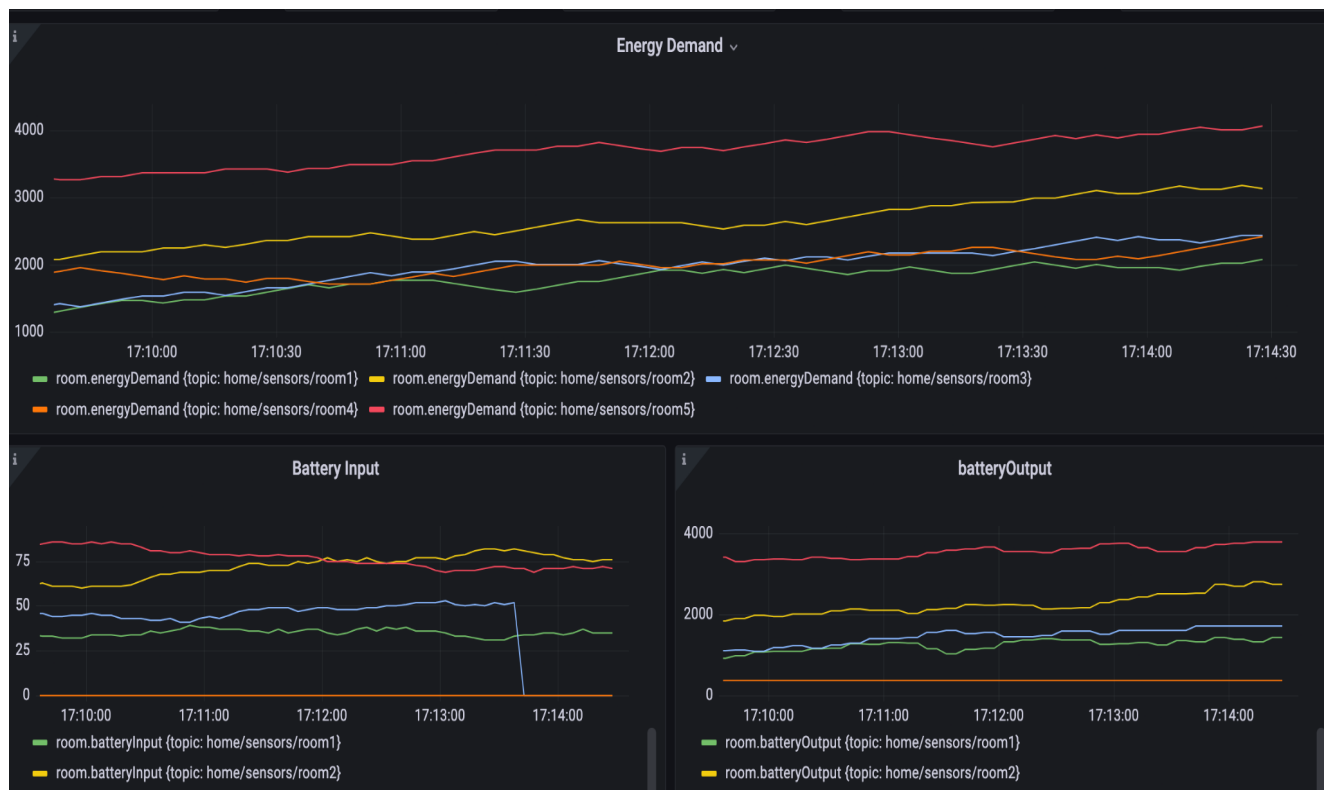 i
Energy Demand
4000
3000
2000
1000
17:10:00 17:10:30 17:11:00 17:11:30 17:12:00 17:12:30 17:13:00 17:13:30 17:14:00 17:14:30
room.energyDemand {topic: home/sensors/room1} room.energyDemand {topic: home/sensors/room2} room.energyDemand {topic: home/sensors/room3}
room.energyDemand {topic: home/sensors/room4} room.energyDemand {topic: home/sensors/room5}
i
Battery Input
75
50
25
0
17:10:00 17:11:00 17:12:00 17:13:00 17:14:00
room.batteryInput {topic: home/sensors/room1}
room.batteryInput {topic: home/sensors/room2}
i
batteryOutput
4000
2000
0
17:10:00 17:11:00 17:12:00 17:13:00 17:14:00
room.batteryOutput {topic: home/sensors/room1}
room.batteryOutput {topic: home/sensors/room2}